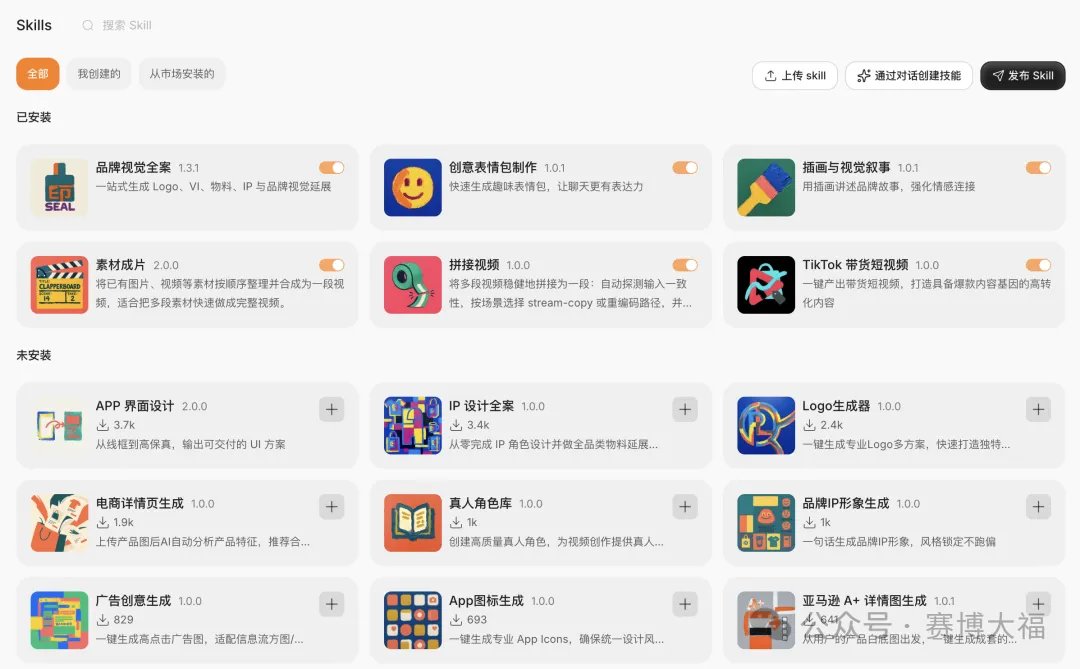 Skills
搜索 Skill
全部
我创建的
从市场安装的
上传 skill
通过对话创建技能
发布 Skill
已安装
品牌视觉全案 1.3.1
一站式生成 Logo、VI、物料、IP 与品牌视觉延展
印
SEAL
创意表情包制作 1.0.1
快速生成趣味表情包，让聊天更有表达力
插画与视觉叙事 1.0.1
用插画讲述品牌故事，强化情感连接
素材成片 2.0.0
将已有图片、视频等素材按顺序整理并合成为一段视
频，适合把多段素材快速做成完整视频。
CLAPPERBOARD
14 2
拼接视频 1.0.0
将多段视频稳健地拼接为一段：自动探测输入一致
性，按场景选择 stream-copy 或重编码路径，并...
TikTok 带货短视频 1.0.0
一键产出带货短视频，打造具备爆款内容基因的高转
化内容
未安装
APP 界面设计 2.0.0
3.7k
从线框到高保真，输出可交付的 UI 方案
IP 设计全案 1.0.0
3.4k
从零完成 IP 角色设计并做全品类物料延展...
Logo生成器 1.0.0
2.4k
一键生成专业Logo多方案，快速打造独特...
电商详情页生成 1.0.0
1.9k
上传产品图后AI自动分析产品特征，推荐合...
真人角色库 1.0.0
1k
创建高质量真人角色，为视频创作提供真人...
品牌IP形象生成 1.0.0
1k
一句话生成品牌IP形象，风格锁定不跑偏
广告创意生成 1.0.0
829
一键生成高点击广告图，适配信息流方图/...
App图标生成 1.0.0
693
一键生成专业 App Icons，确保统一设计风...
亚马逊 A+ 详情图生成 1.0.1
641
从用户的产品白底图出发，一键生成成套的...
公众号 · 赛博大福